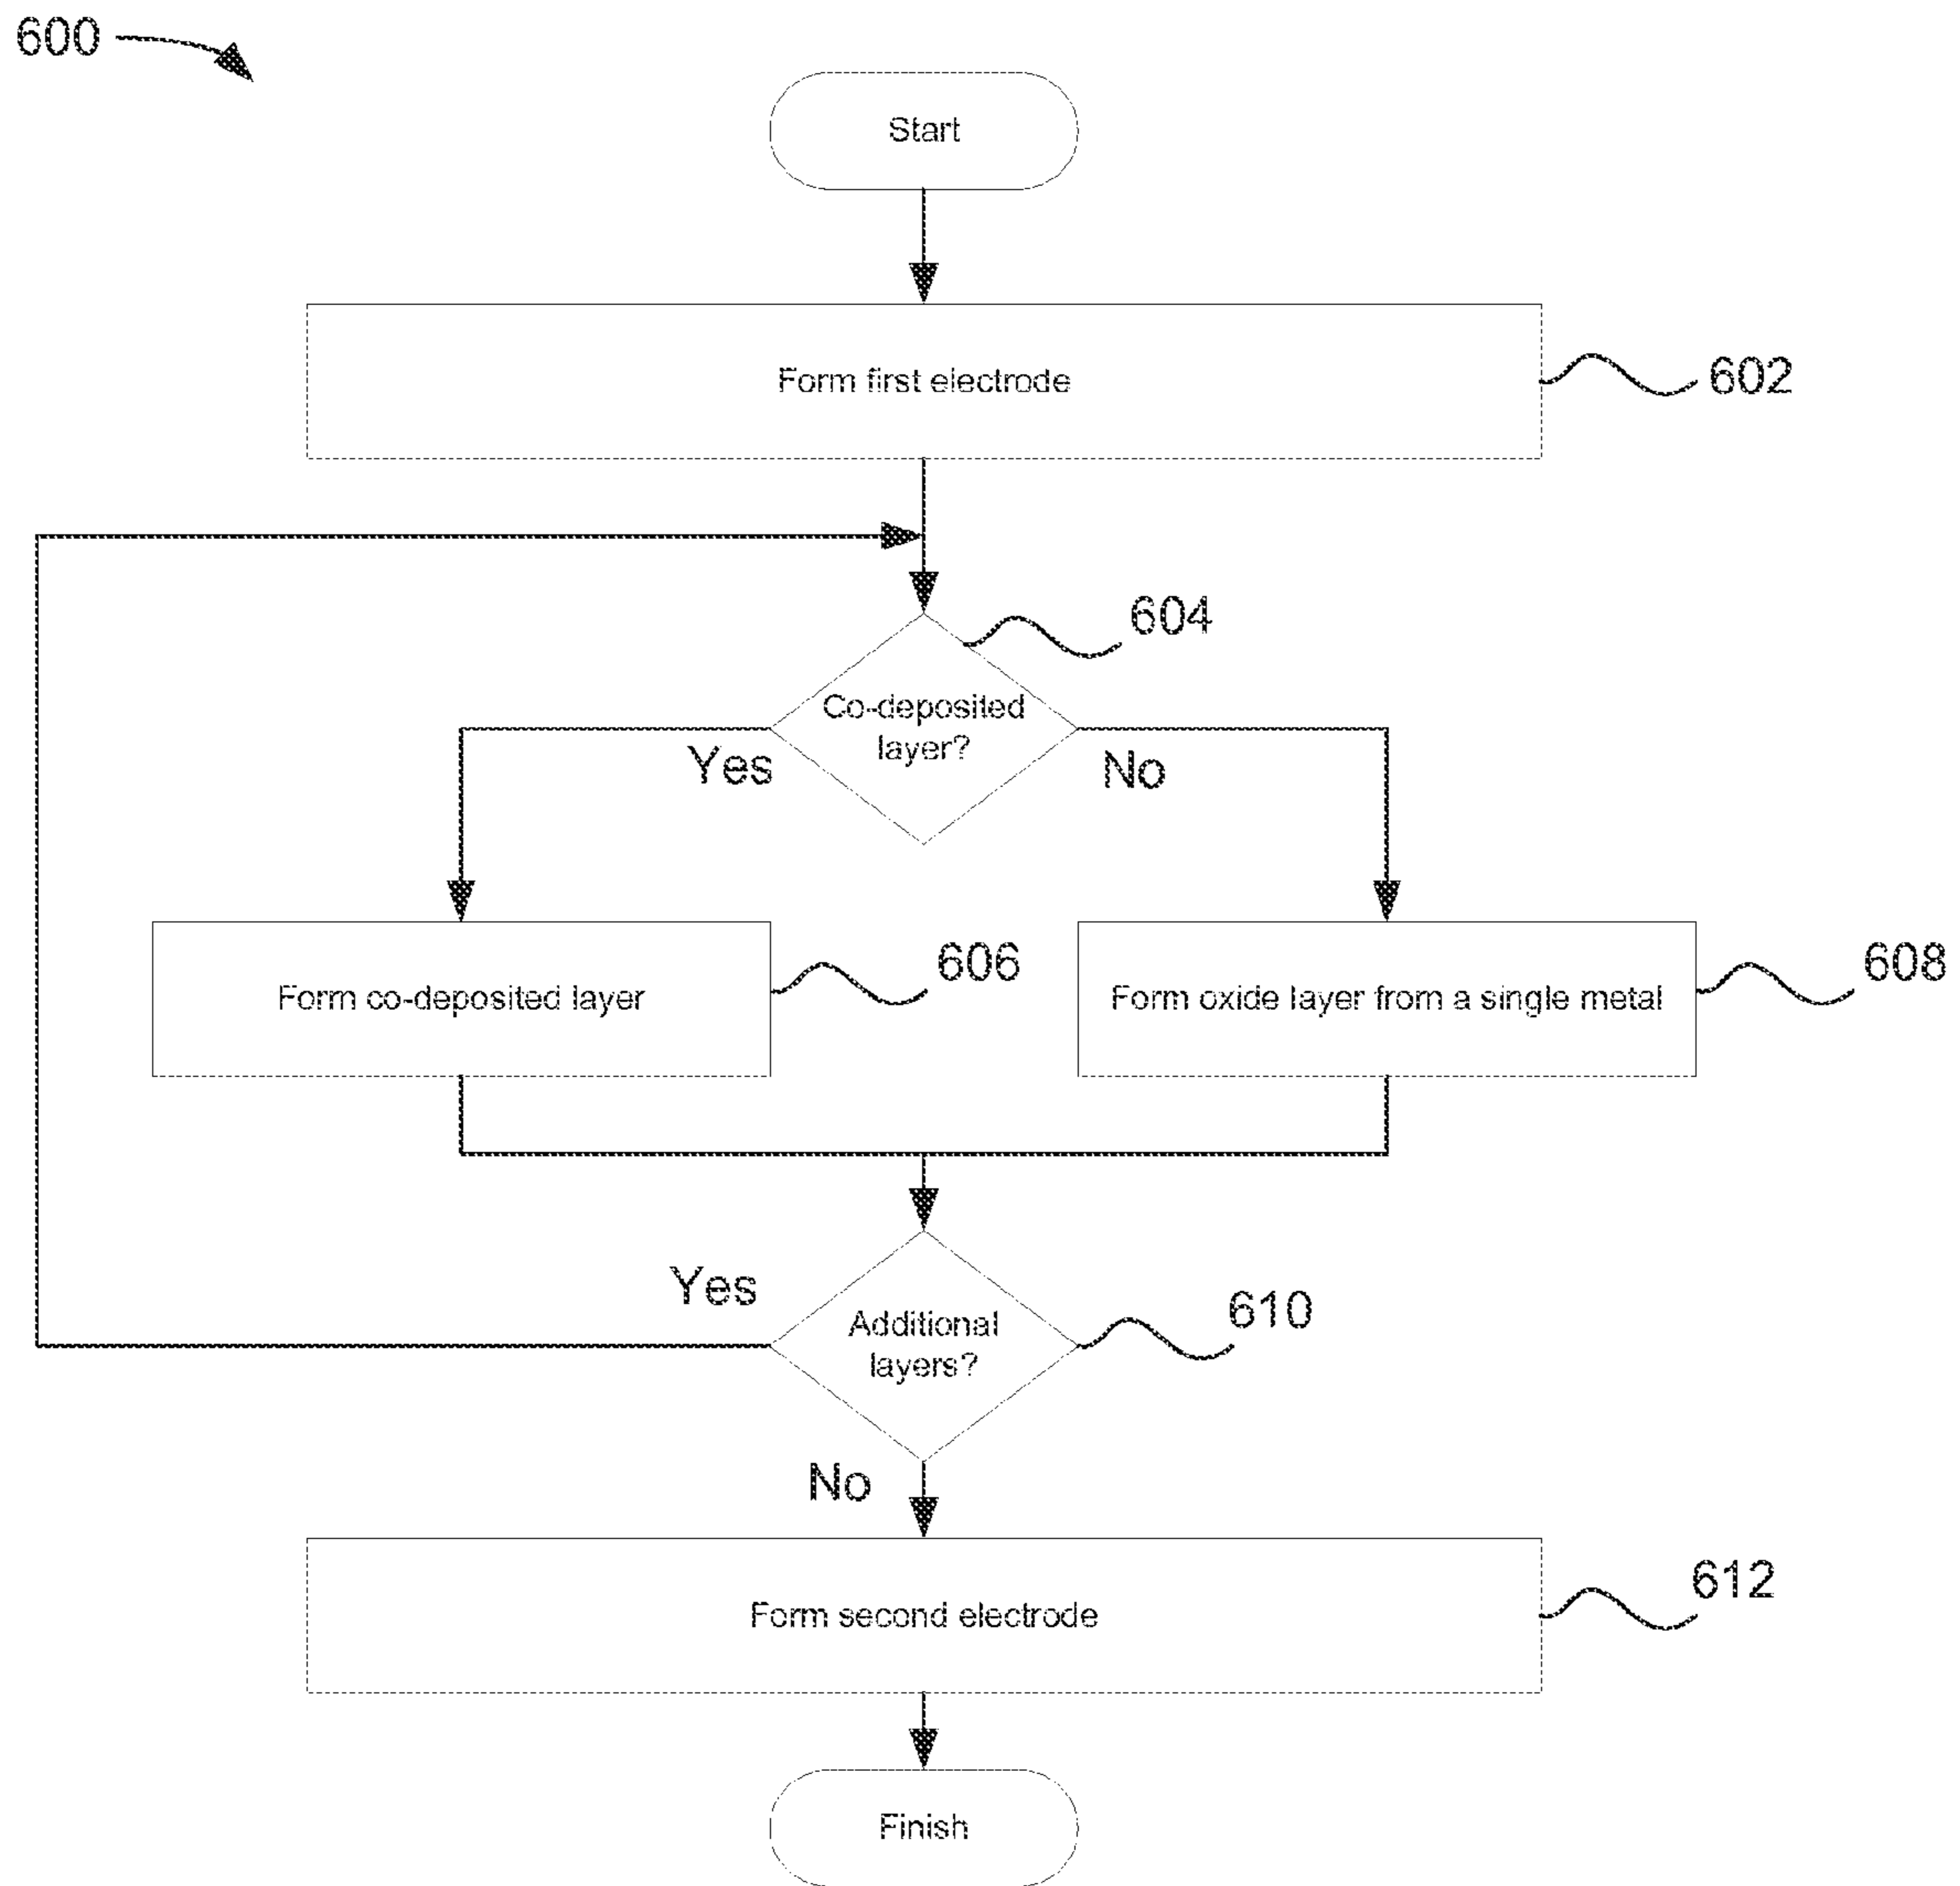 600
Start
Form first electrode
602
604
Co-deposited
layer?
Yes
No
Form co-deposited layer
606
Form oxide layer from a single metal
608
Yes
Additional
layers?
610
No
Form second electrode
612
Finish